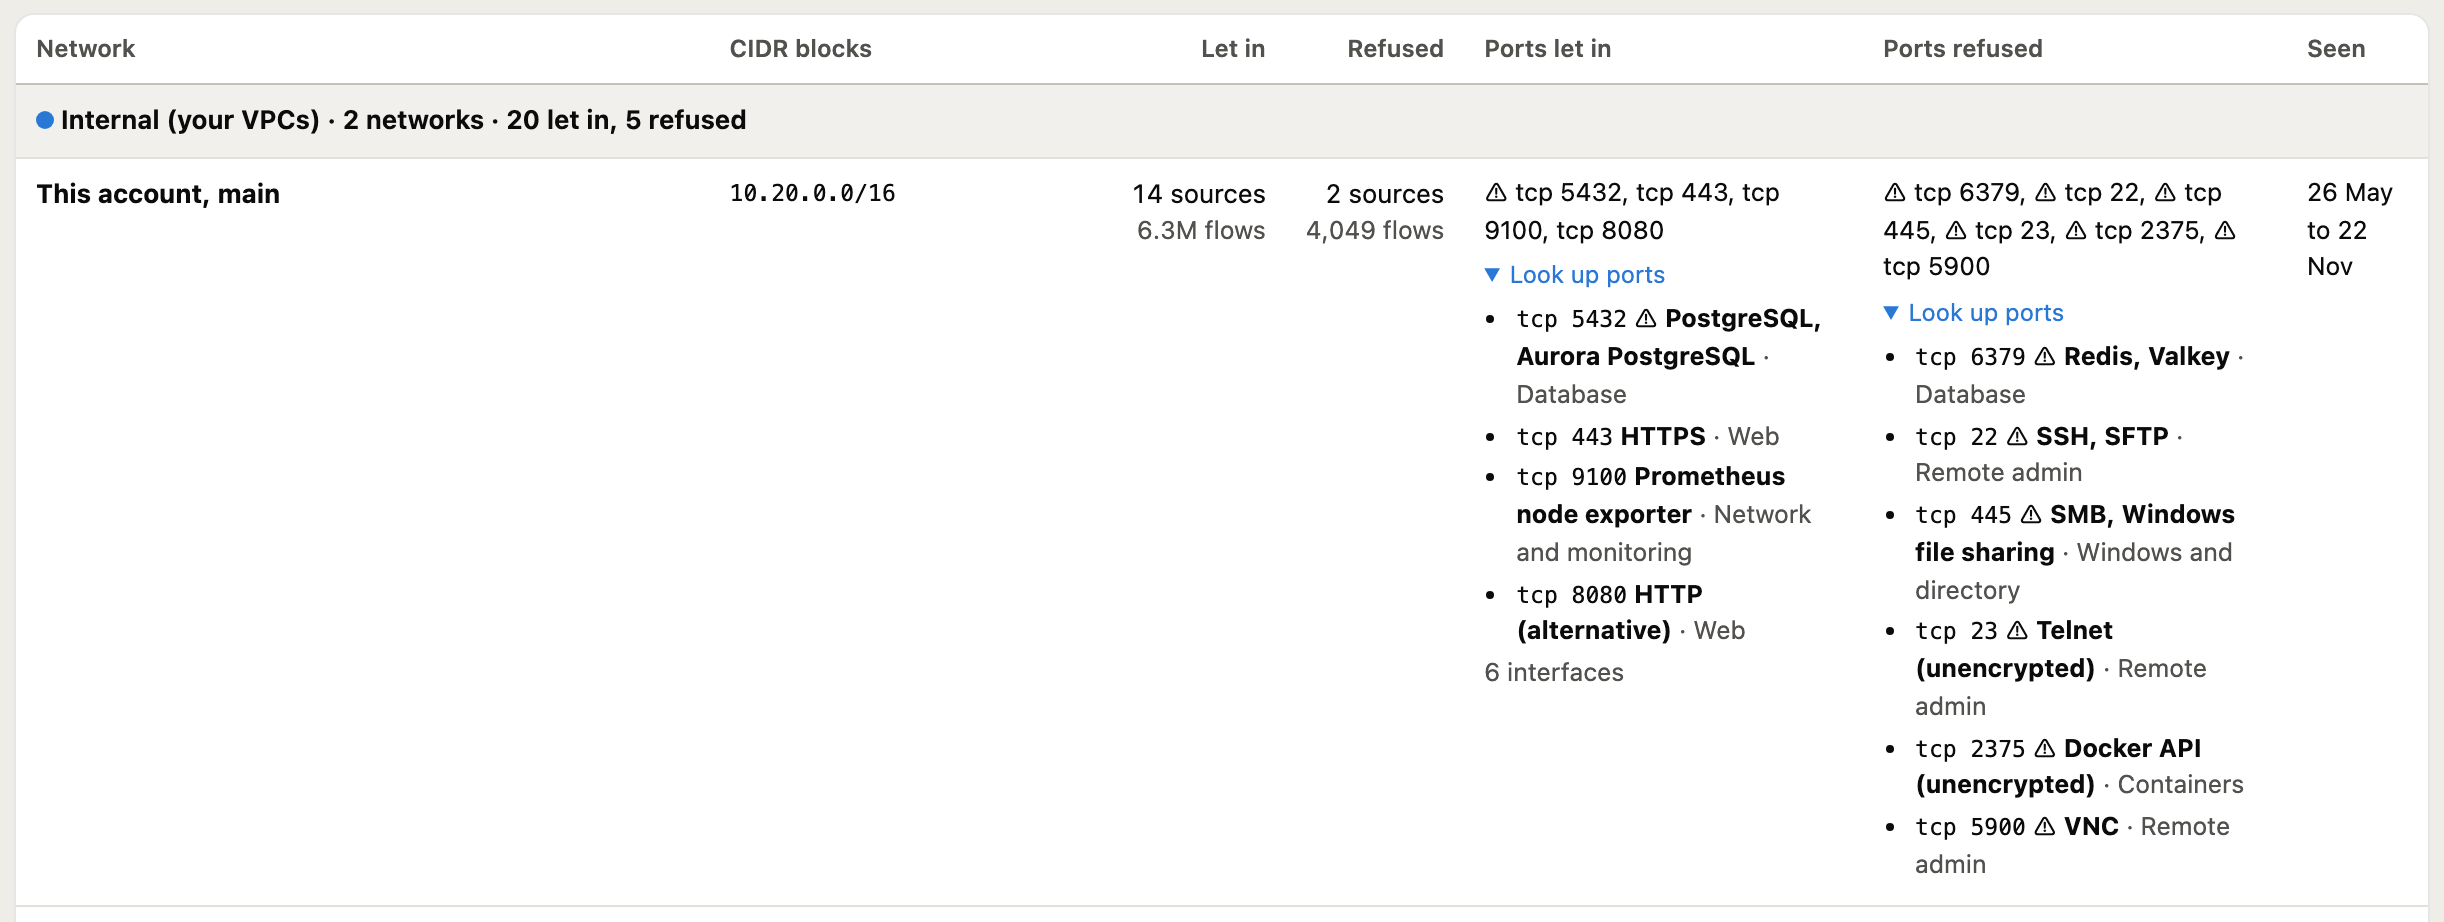 Network CIDR blocks Let in Refused Ports let in Ports refused Seen
Internal (your VPCs) · 2 networks · 20 let in, 5 refused
This account, main
10.20.0.0/16
14 sources
6.3M flows
2 sources
4,049 flows
⚠ tcp 5432, tcp 443, tcp
9100, tcp 8080
▼ Look up ports
• tcp 5432 ⚠ PostgreSQL,
Aurora PostgreSQL ·
Database
• tcp 443 HTTPS · Web
• tcp 9100 Prometheus
node exporter · Network
and monitoring
• tcp 8080 HTTP
(alternative) · Web
6 interfaces
⚠ tcp 6379, ⚠ tcp 22, ⚠ tcp
445, ⚠ tcp 23, ⚠ tcp 2375, ⚠
tcp 5900
▼ Look up ports
• tcp 6379 ⚠ Redis, Valkey ·
Database
• tcp 22 ⚠ SSH, SFTP ·
Remote admin
• tcp 445 ⚠ SMB, Windows
file sharing · Windows and
directory
• tcp 23 ⚠ Telnet
(unencrypted) · Remote
admin
• tcp 2375 ⚠ Docker API
(unencrypted) · Containers
• tcp 5900 ⚠ VNC · Remote
admin
26 May
to 22
Nov